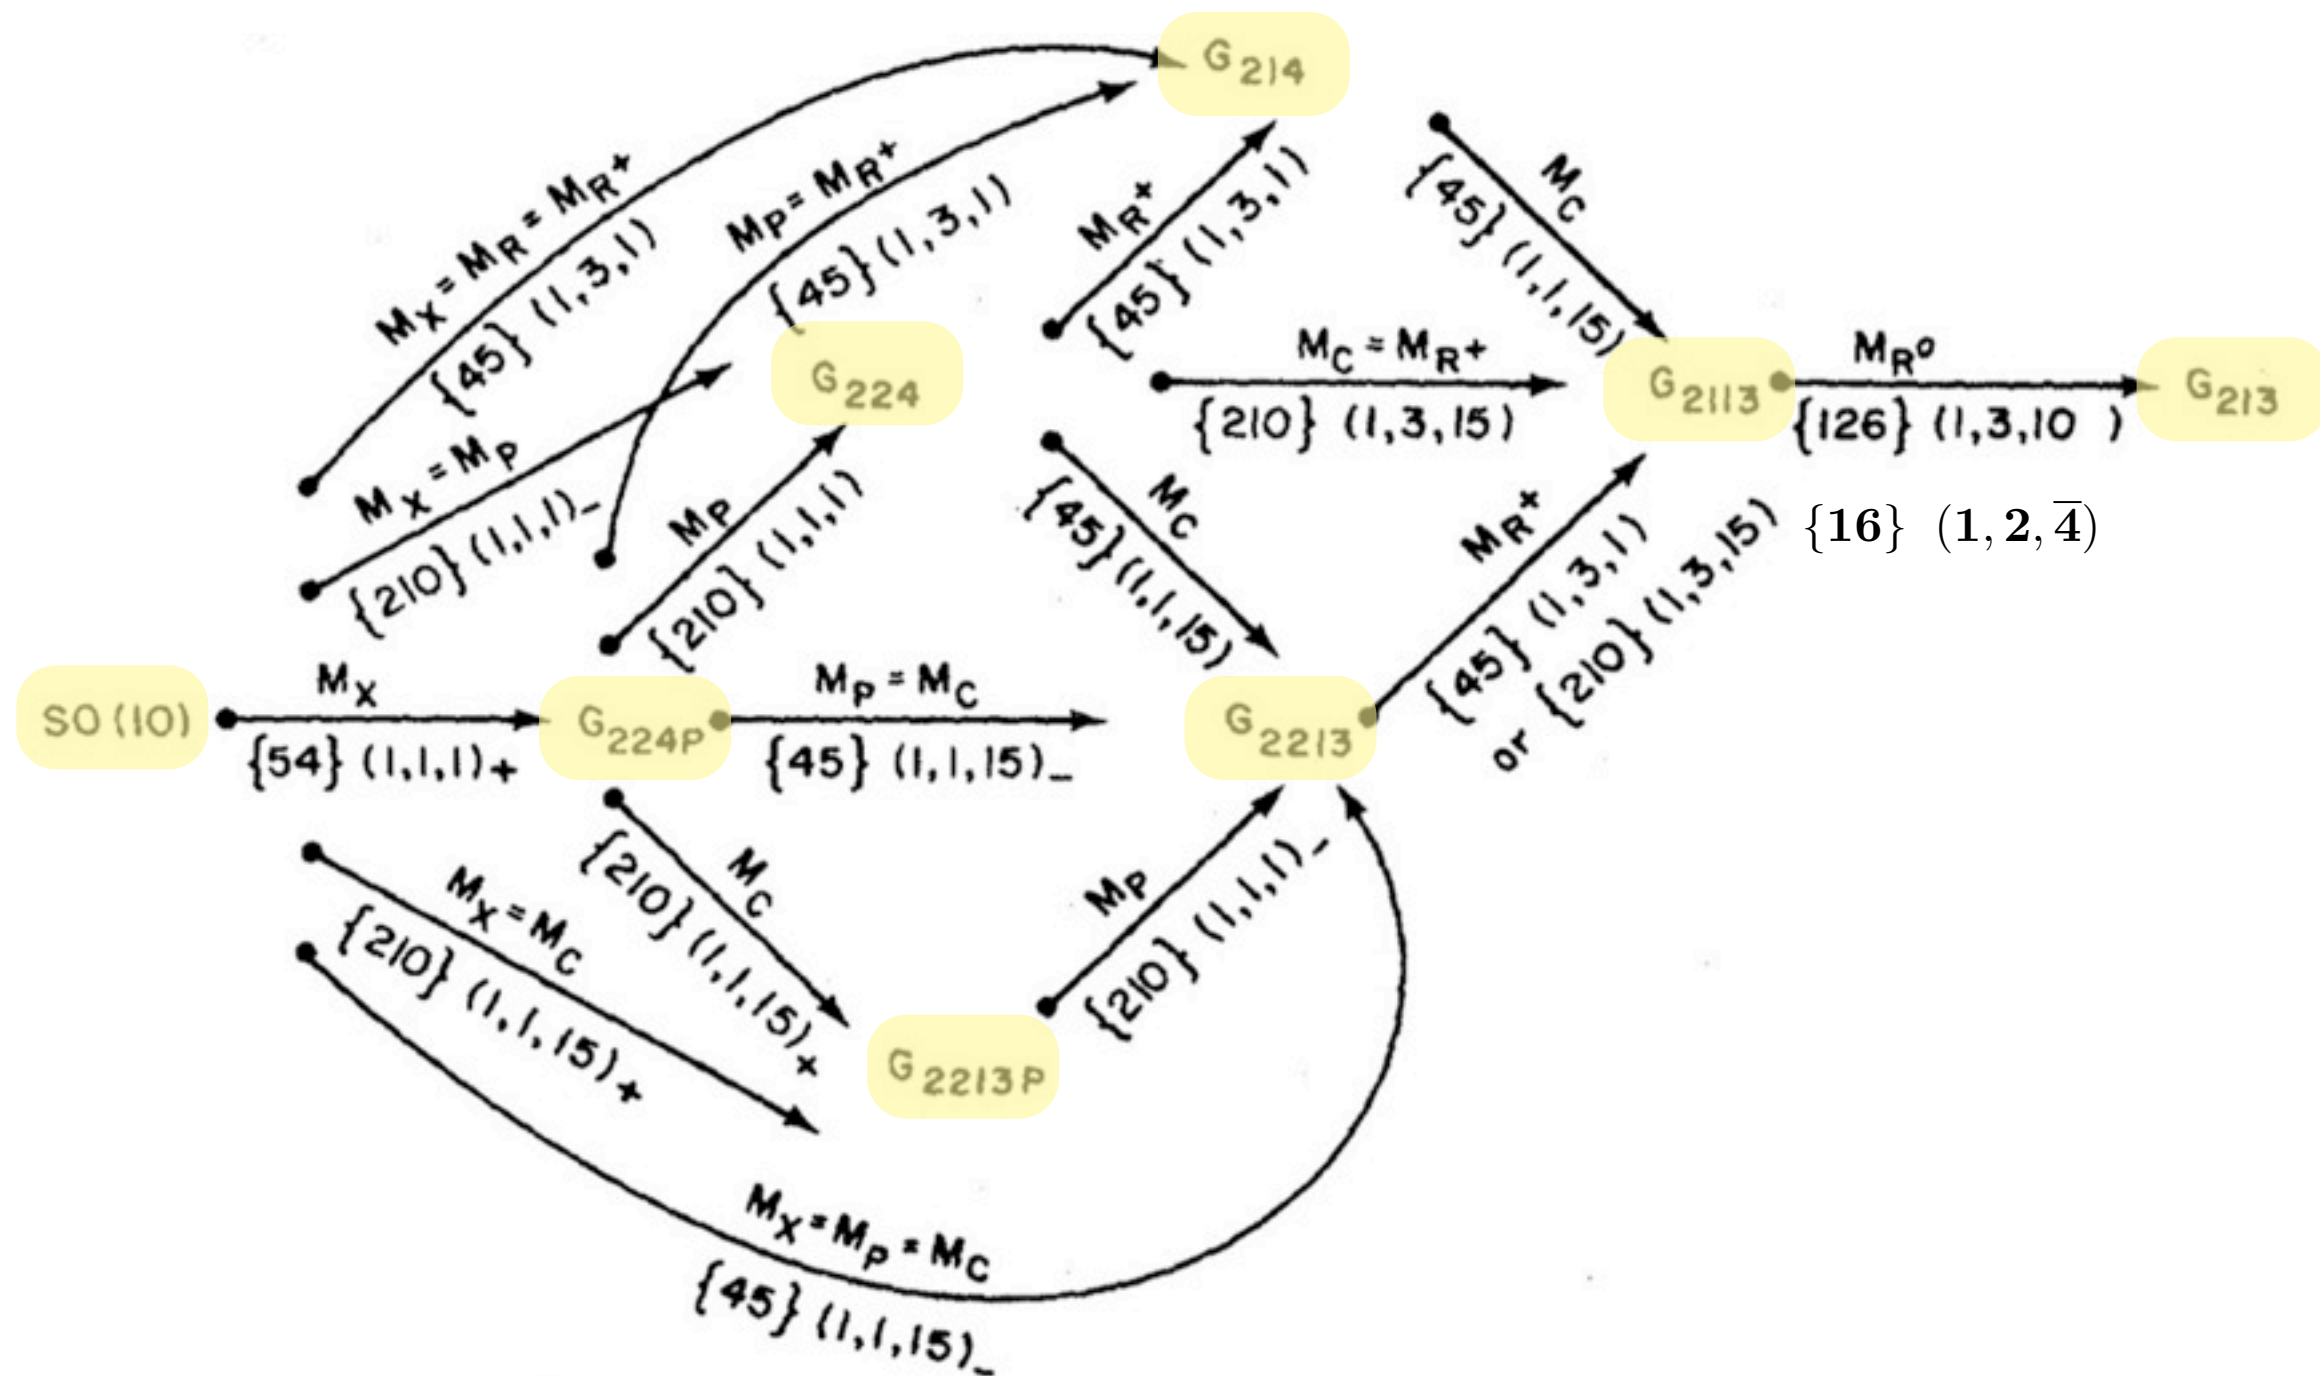 G214
MX = MR = MR+
{45} (1,3,1)
MP = MR+
{45} (1,3,1)
MR+
{45} (1,3,1)
MC
{45} (1,1,15)
MX = MP
{210} (1,1,1)-
G224
MC = MR+
{210} (1,3,15)
G2113
MR0
{126} (1,3,10 )
G213
{16} (1, 2, 4̅)
MP
{210} (1,1,1)
MC
{45} (1,1,15)
MR+
{45} (1,3,1)
or {210} (1,3,15)
SO(10)
MX
{54} (1,1,1)+
G224P
MP = MC
{45} (1,1,15)-
G2213
MC
{210} (1,1,15)+
MP
{210} (1,1,1)-
MX = MC
{210} (1,1,15)+
G2213P
MX = MP = MC
{45} (1,1,15)-